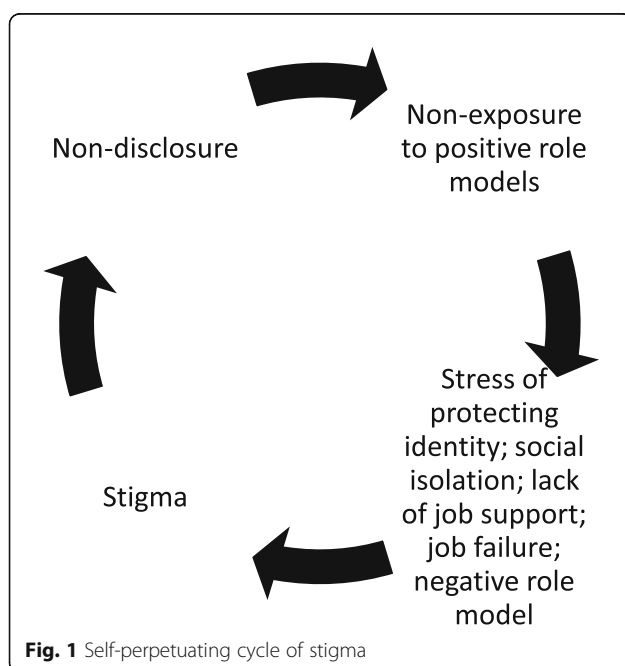 Non-disclosure
Non-exposure
to positive role
models
Stress of
protecting
identity; social
isolation; lack
of job support;
job failure;
negative role
model
Stigma
Fig. 1 Self-perpetuating cycle of stigma